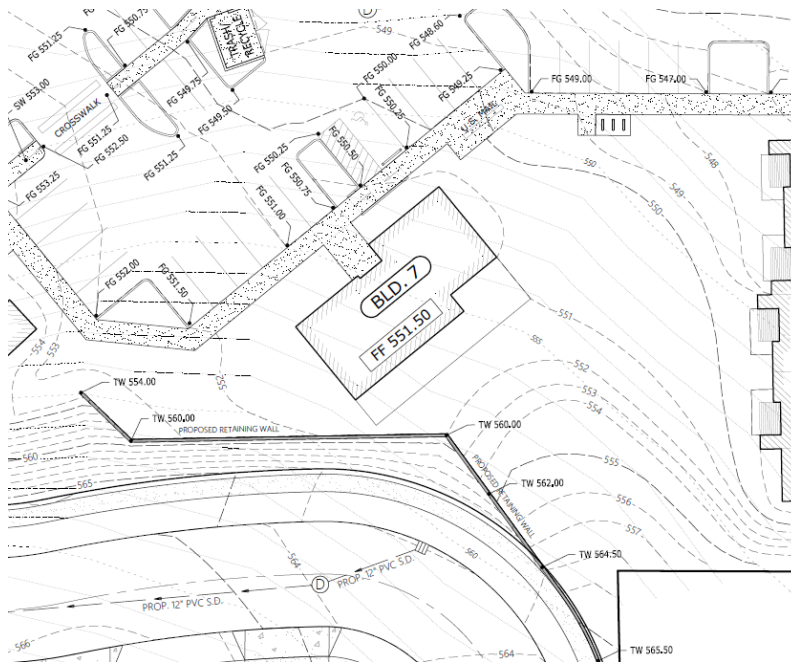 FG 550.75
D
549
FG 548.60
FG 551.25
TRASH/
RECYCLE
FG 550.00
FG 549.25
FG 549.00
FG 547.00
SW 553.00
FG 549.75
CROSSWALK
FG 549.50
FG 550.25
U.S. MAIL
FG 551.25
FG 552.50
FG 551.25
FG 550.25
FG 550.50
550
548
549
550
FG 553.25
FG 550.75
FG 551.00
FG 552.00
FG 551.50
BLD. 7
FF 551.50
551
555
554
553
552
552
553
554
TW 554.00
TW 560.00
PROPOSED RETAINING WALL
TW 560.00
560
565
555
PROPOSED RETAINING WALL
TW 562.00
556
557
560
TW 564.50
564
PROP. 12" PVC S.D.
D
PROP. 12" PVC S.D.
566
564
TW 565.50